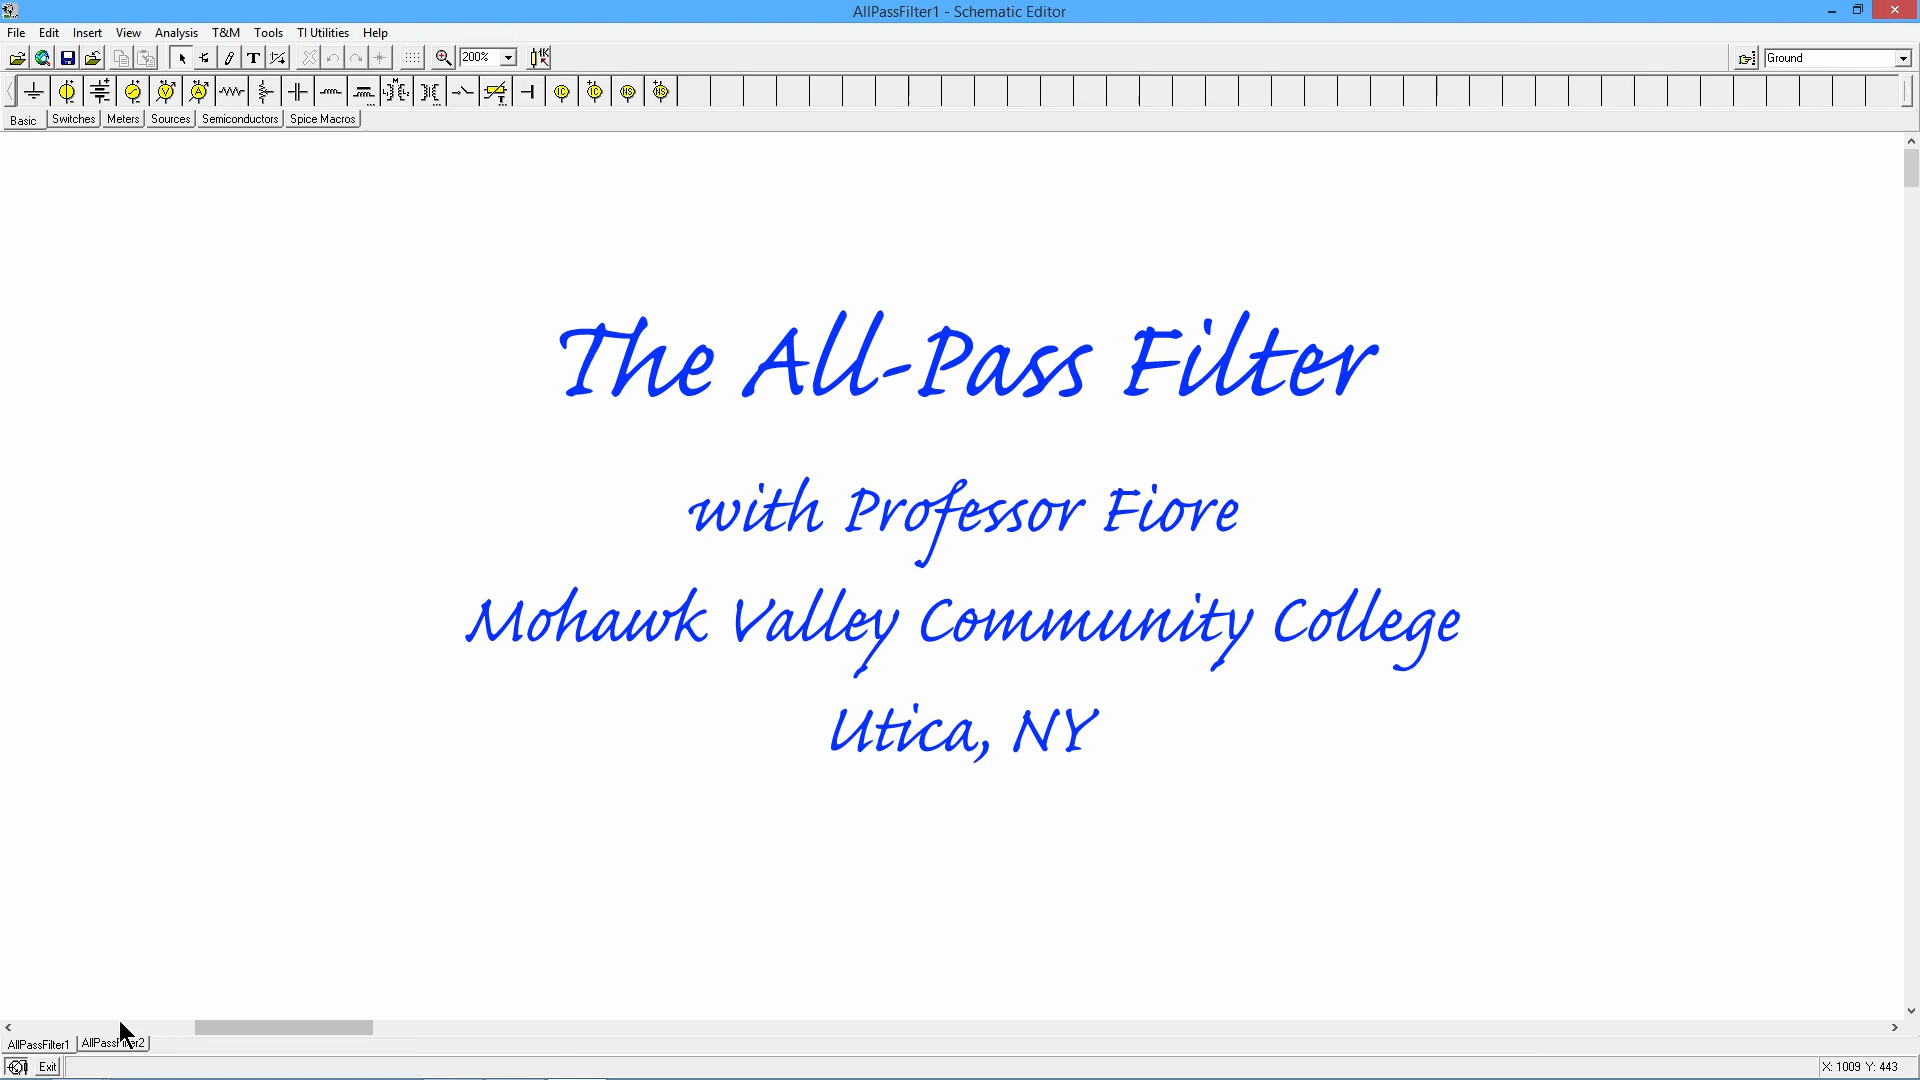 AllPassFilter1 - Schematic Editor
File Edit Insert View Analysis T&M Tools TI Utilities Help
T 200% Ground
Basic Switches Meters Sources Semiconductors Spice Macros
The All-Pass Filter
with Professor Fiore
Mohawk Valley Community College
Utica, NY
AllPassFilter1 AllPassFilter2
Exit X: 1009 Y: 443